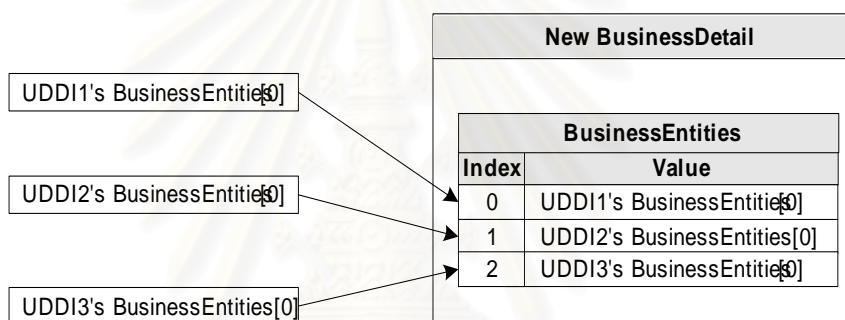 New BusinessDetail
UDDI1's BusinessEntities[0]
BusinessEntities
Index Value
UDDI2's BusinessEntities[0]
0 UDDI1's BusinessEntities[0]
1 UDDI2's BusinessEntities[0]
2 UDDI3's BusinessEntities[0]
UDDI3's BusinessEntities[0]